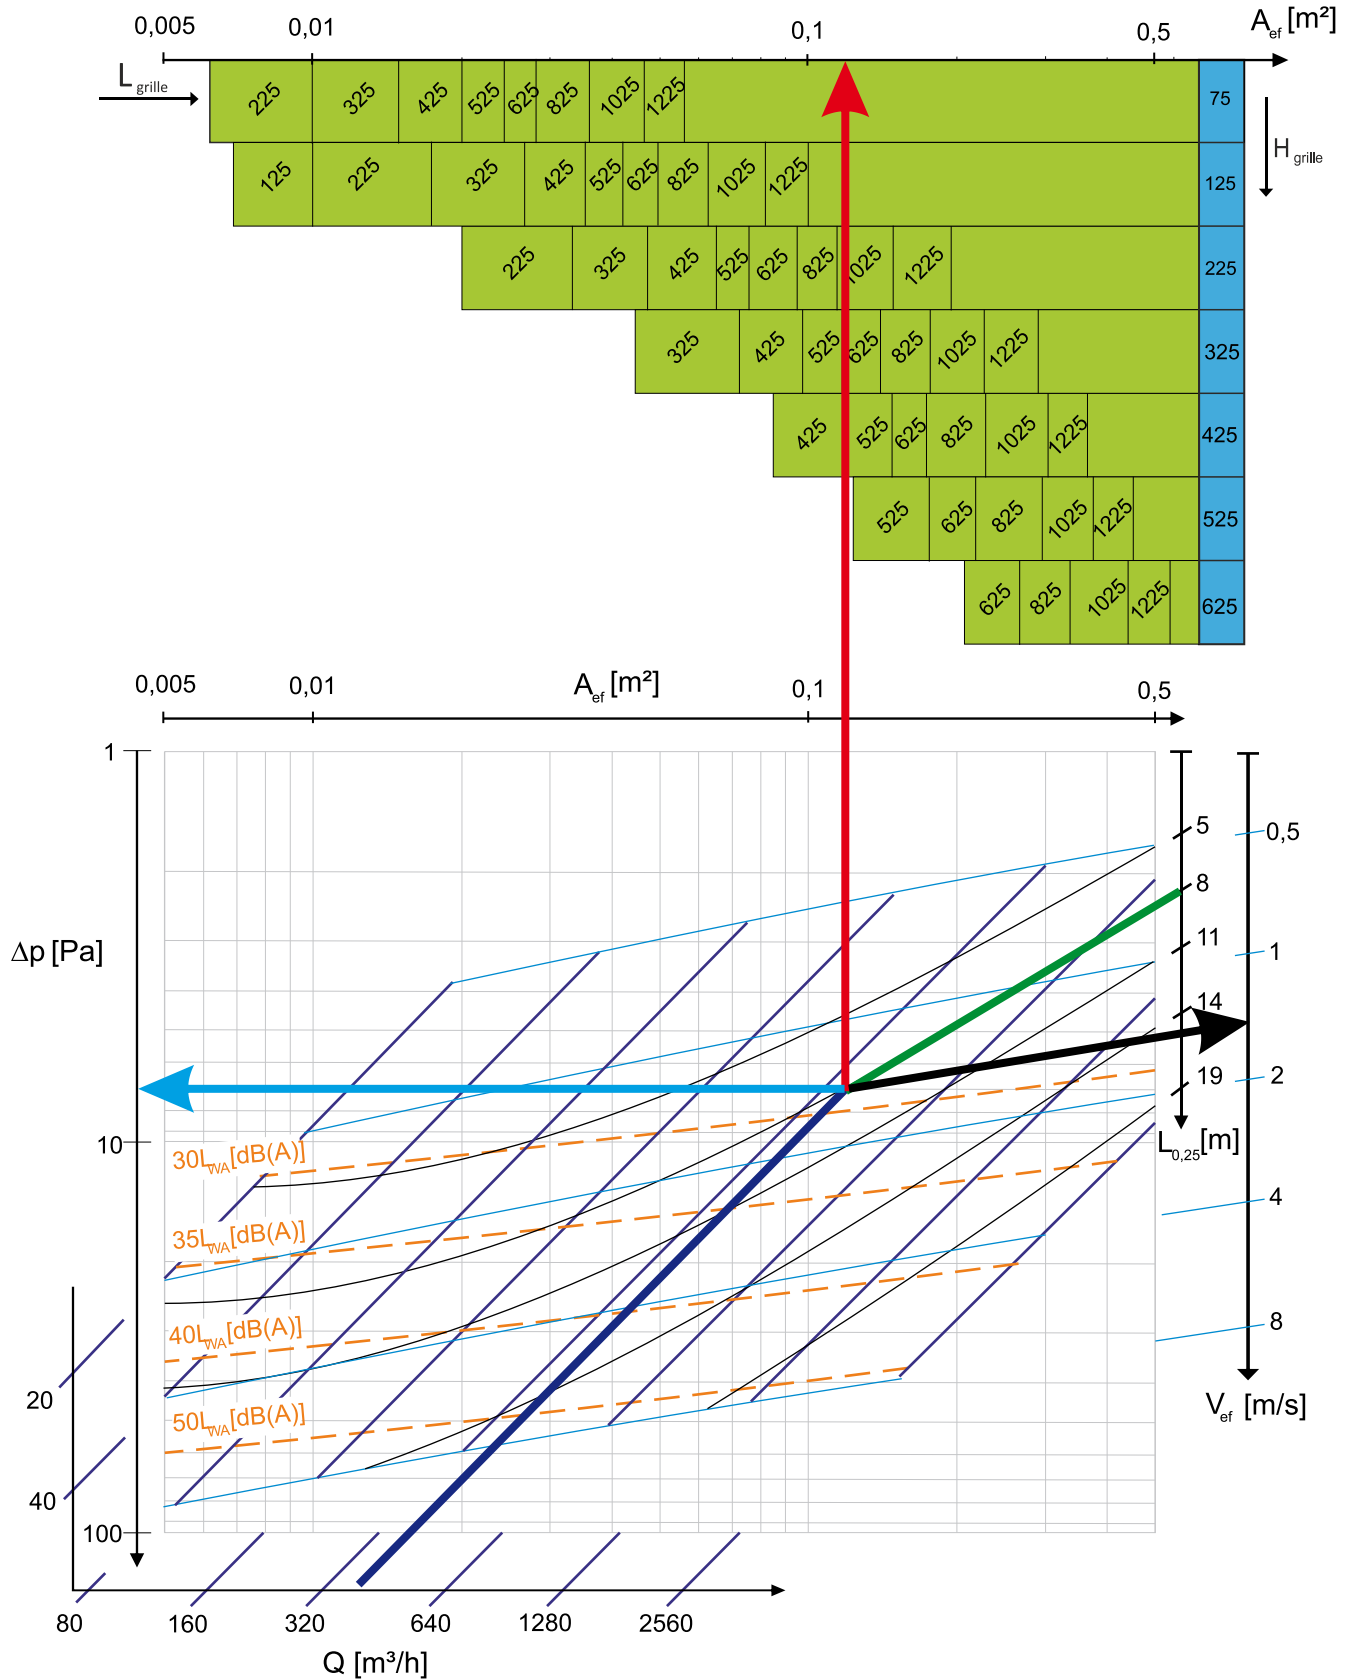 0,005 0,01 0,1 0,5 A_ef [m²]
L_grille
225 325 425 525 625 825 1025 1225 75
H_grille
125 225 325 425 525 625 825 1025 1225 125
225 325 425 525 625 825 1025 1225 225
325 425 525 625 825 1025 1225 325
425 525 625 825 1025 1225 425
525 625 825 1025 1225 525
625 825 1025 1225 625
0,005 0,01 A_ef [m²] 0,1 0,5
1
5 0,5
8
Δp [Pa] 11 1
14
19 2
10
L_0,25 [m]
30L_WA[dB(A)]
4
35L_WA[dB(A)]
40L_WA[dB(A)] 8
20
V_ef [m/s]
50L_WA[dB(A)]
40
100
80 160 320 640 1280 2560
Q [m³/h]